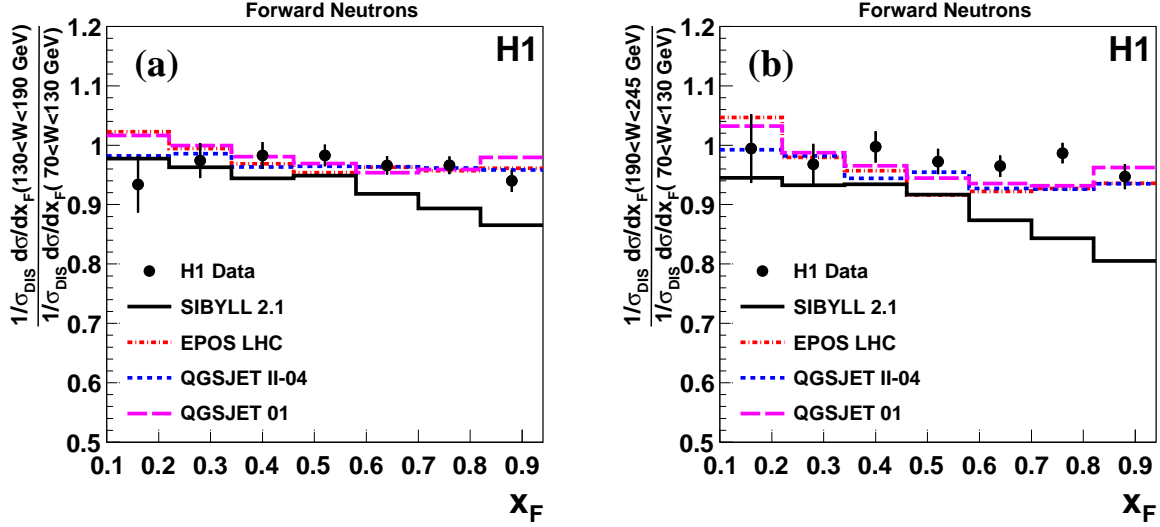 Forward Neutrons
1/σDIS dσ/dxF(130<W<190 GeV)
1/σDIS dσ/dxF( 70<W<130 GeV)
1.2
1.1
1
0.9
0.8
0.7
0.6
0.5
(a)
H1
H1 Data
SIBYLL 2.1
EPOS LHC
QGSJET II-04
QGSJET 01
0.1 0.2 0.3 0.4 0.5 0.6 0.7 0.8 0.9
xF
Forward Neutrons
1/σDIS dσ/dxF(190<W<245 GeV)
1/σDIS dσ/dxF( 70<W<130 GeV)
1.2
1.1
1
0.9
0.8
0.7
0.6
0.5
(b)
H1
H1 Data
SIBYLL 2.1
EPOS LHC
QGSJET II-04
QGSJET 01
0.1 0.2 0.3 0.4 0.5 0.6 0.7 0.8 0.9
xF